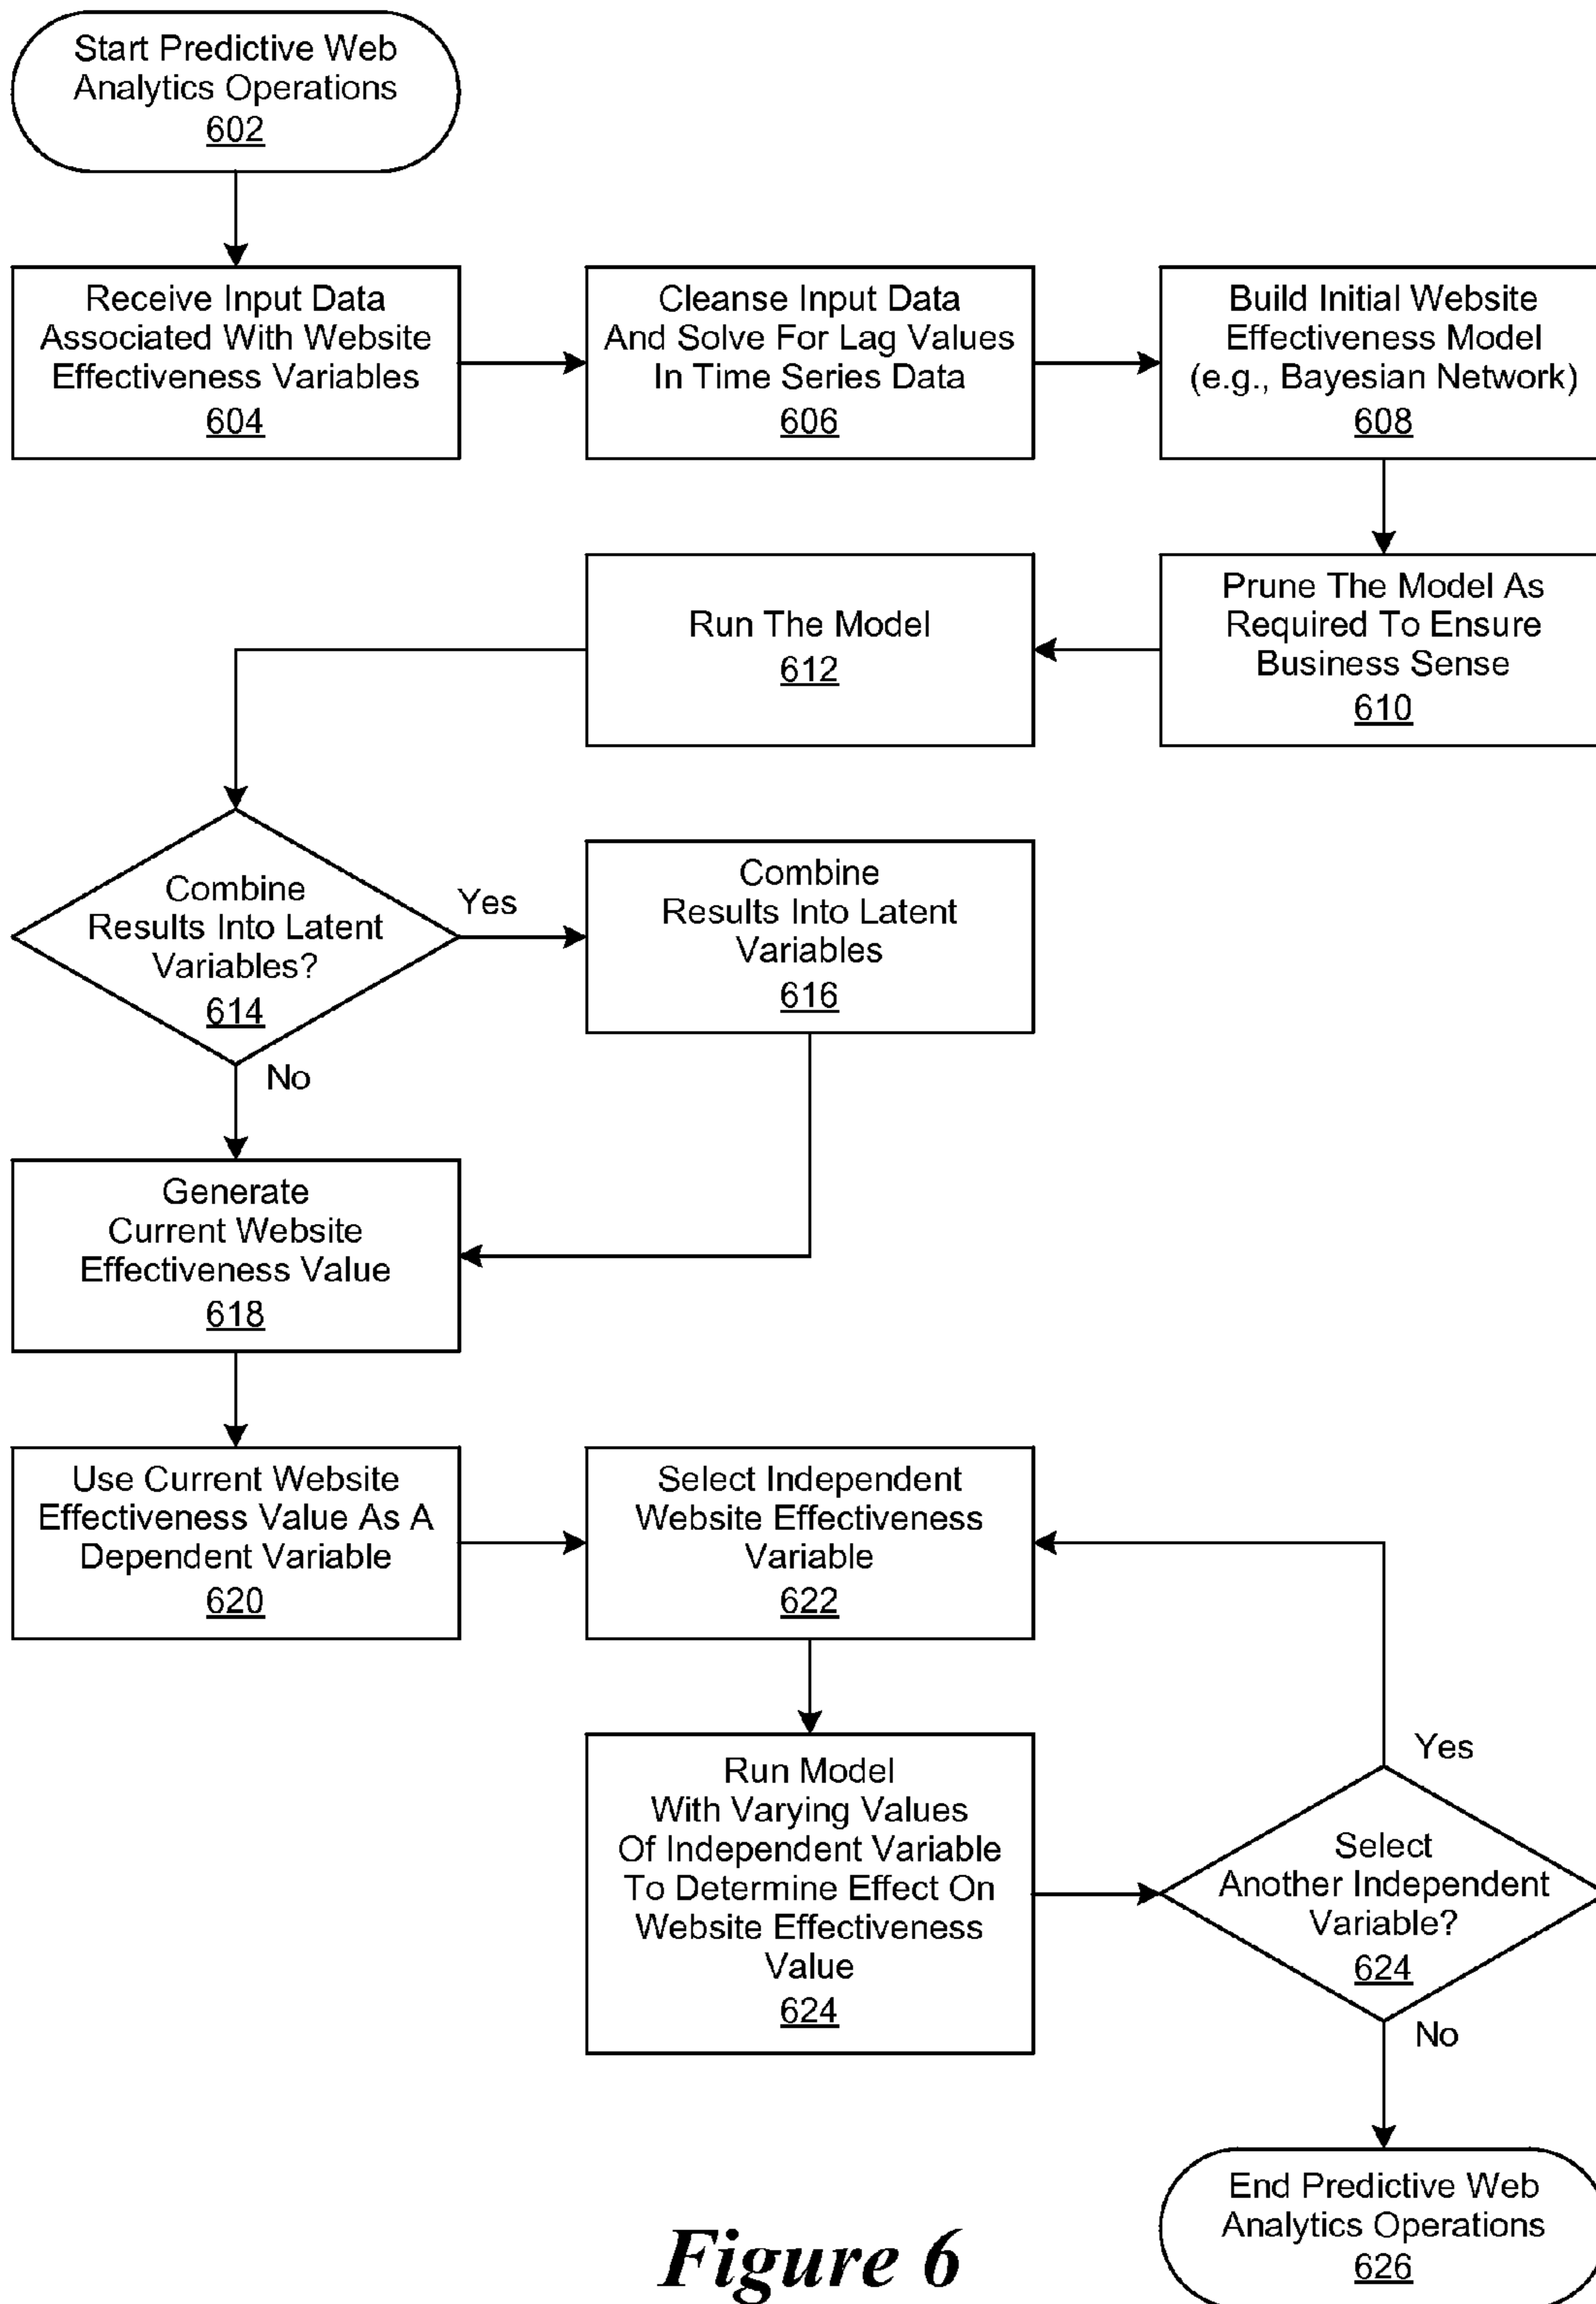 Start Predictive Web
Analytics Operations
602
Receive Input Data
Associated With Website
Effectiveness Variables
604
Cleanse Input Data
And Solve For Lag Values
In Time Series Data
606
Build Initial Website
Effectiveness Model
(e.g., Bayesian Network)
608
Prune The Model As
Required To Ensure
Business Sense
610
Run The Model
612
Combine
Results Into Latent
Variables?
614
Yes
No
Combine
Results Into Latent
Variables
616
Generate
Current Website
Effectiveness Value
618
Use Current Website
Effectiveness Value As A
Dependent Variable
620
Select Independent
Website Effectiveness
Variable
622
Run Model
With Varying Values
Of Independent Variable
To Determine Effect On
Website Effectiveness
Value
624
Yes
Select
Another Independent
Variable?
624
No
End Predictive Web
Analytics Operations
626
Figure 6